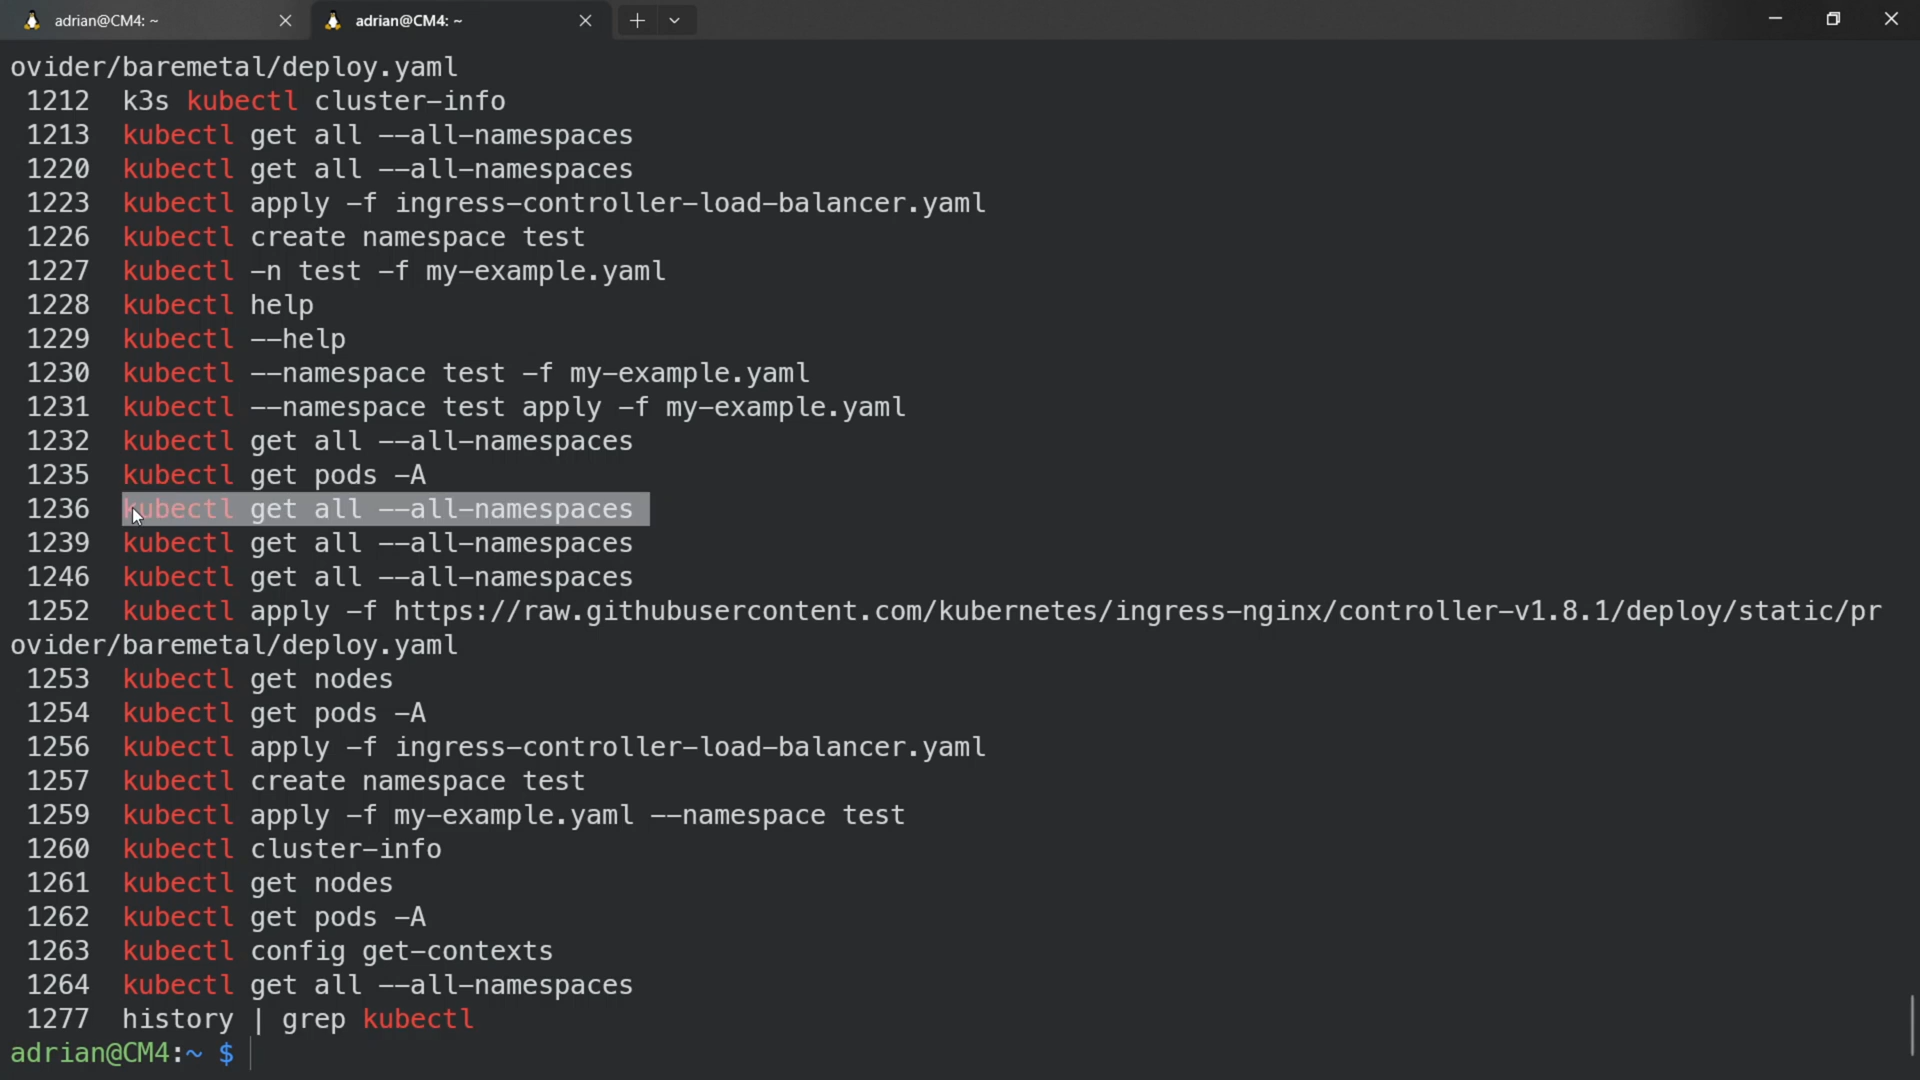 adrian@CM4: ~
adrian@CM4: ~
ovider/baremetal/deploy.yaml
1212 k3s kubectl cluster-info
1213 kubectl get all --all-namespaces
1220 kubectl get all --all-namespaces
1223 kubectl apply -f ingress-controller-load-balancer.yaml
1226 kubectl create namespace test
1227 kubectl -n test -f my-example.yaml
1228 kubectl help
1229 kubectl --help
1230 kubectl --namespace test -f my-example.yaml
1231 kubectl --namespace test apply -f my-example.yaml
1232 kubectl get all --all-namespaces
1235 kubectl get pods -A
1236 kubectl get all --all-namespaces
1239 kubectl get all --all-namespaces
1246 kubectl get all --all-namespaces
1252 kubectl apply -f https://raw.githubusercontent.com/kubernetes/ingress-nginx/controller-v1.8.1/deploy/static/pr
ovider/baremetal/deploy.yaml
1253 kubectl get nodes
1254 kubectl get pods -A
1256 kubectl apply -f ingress-controller-load-balancer.yaml
1257 kubectl create namespace test
1259 kubectl apply -f my-example.yaml --namespace test
1260 kubectl cluster-info
1261 kubectl get nodes
1262 kubectl get pods -A
1263 kubectl config get-contexts
1264 kubectl get all --all-namespaces
1277 history | grep kubectl
adrian@CM4:~ $